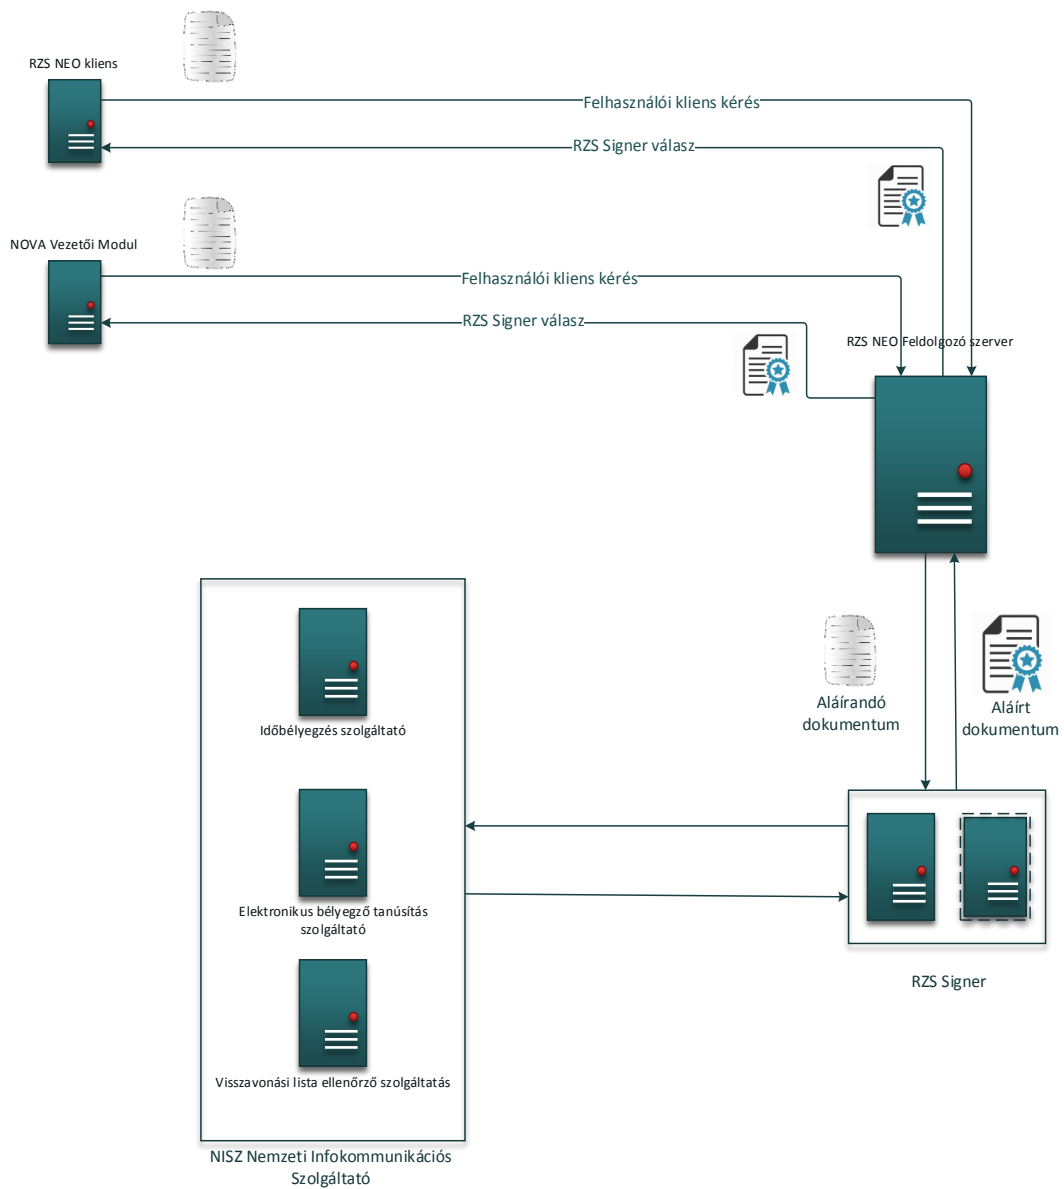 RZS NEO kliens
Felhasználói kliens kérés
RZS Signer válasz
NOVA Vezetői Modul
Felhasználói kliens kérés
RZS Signer válasz
RZS NEO Feldolgozó szerver
Aláírandó
dokumentum
Aláírt
dokumentum
Időbélyegzés szolgáltató
Elektronikus bélyegző tanúsítás
szolgáltató
RZS Signer
Visszavonási lista ellenőrző szolgáltatás
NISZ Nemzeti Infokommunikációs
Szolgáltató